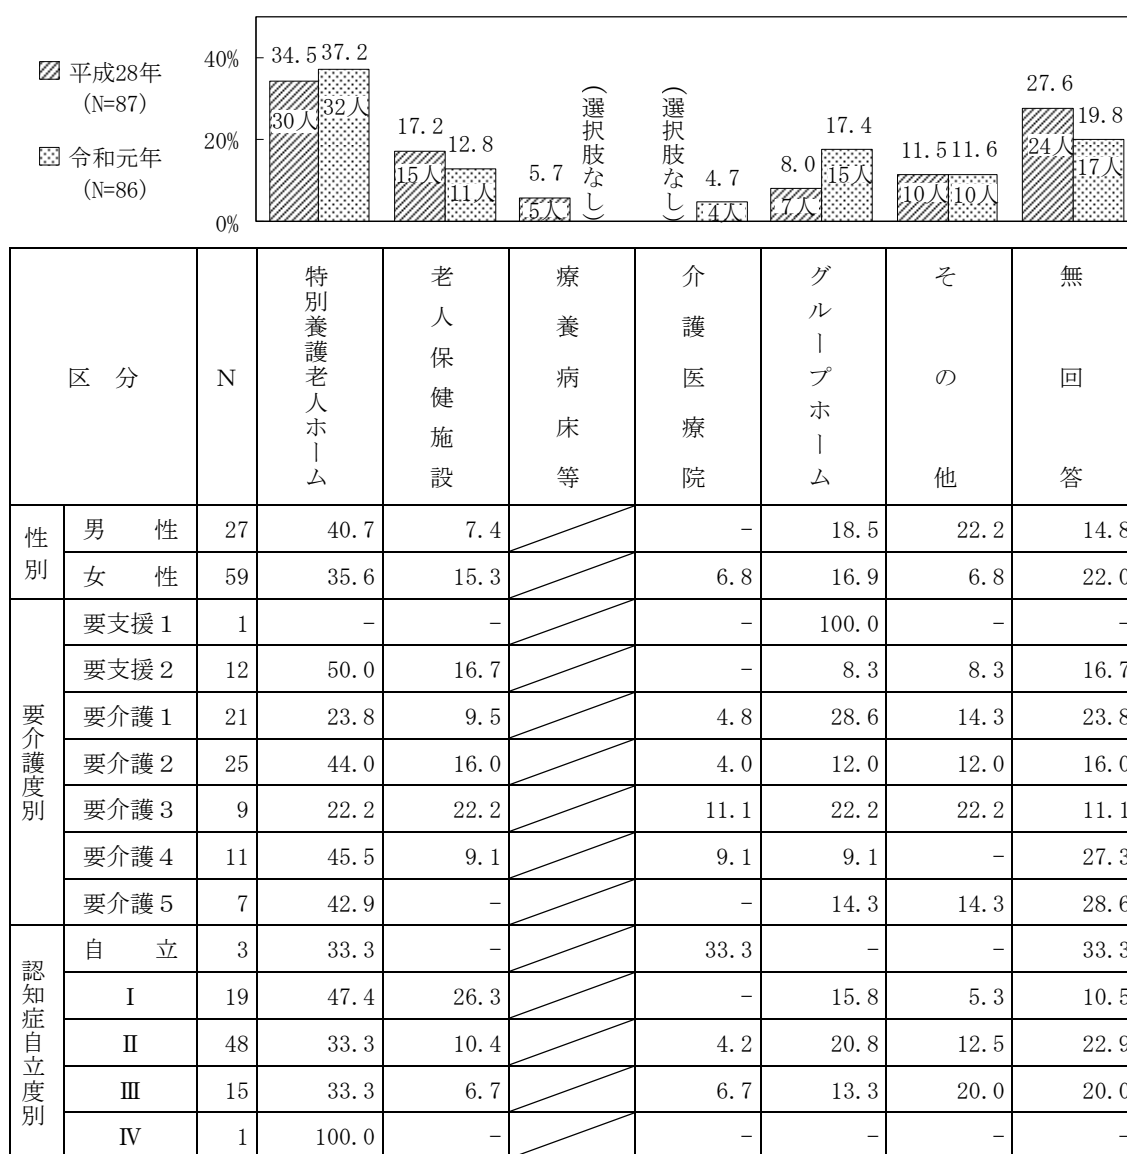 平成28年
(N=87)
令和元年
(N=86)
40%
20%
0%
34.5 37.2
30人 32人
17.2 12.8
15人 11人
5.7
5人
(選択肢なし)
(選択肢なし)
4.7
4人
8.0 17.4
7人 15人
11.5 11.6
10人 10人
27.6 19.8
24人 17人
区分 N 特別養護老人ホーム 老人保健施設 療養病床等 介護医療院 グループホーム その他 無回答
性別
男性 27 40.7 7.4 - 18.5 22.2 14.8
女性 59 35.6 15.3 6.8 16.9 6.8 22.0
要介護度別
要支援1 1 - - - 100.0 - -
要支援2 12 50.0 16.7 - 8.3 8.3 16.7
要介護1 21 23.8 9.5 4.8 28.6 14.3 23.8
要介護2 25 44.0 16.0 4.0 12.0 12.0 16.0
要介護3 9 22.2 22.2 11.1 22.2 22.2 11.1
要介護4 11 45.5 9.1 9.1 9.1 - 27.3
要介護5 7 42.9 - - 14.3 14.3 28.6
認知症自立度別
自立 3 33.3 - 33.3 - - 33.3
Ⅰ 19 47.4 26.3 - 15.8 5.3 10.5
Ⅱ 48 33.3 10.4 4.2 20.8 12.5 22.9
Ⅲ 15 33.3 6.7 6.7 13.3 20.0 20.0
Ⅳ 1 100.0 - - - - -